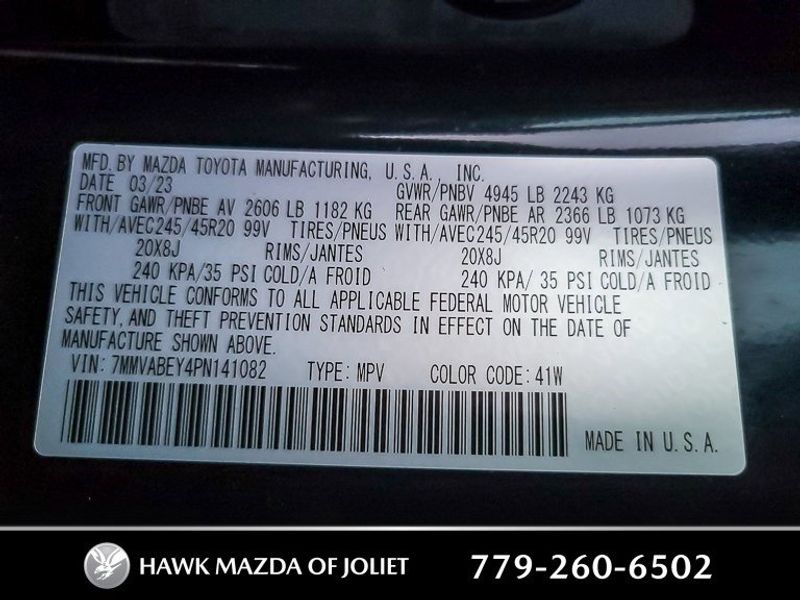 MFD. BY MAZDA TOYOTA MANUFACTURING, U.S.A., INC.
DATE 03/23 GVWR/PNBV 4945 LB 2243 KG
FRONT GAWR/PNBE AV 2606 LB 1182 KG REAR GAWR/PNBE AR 2366 LB 1073 KG
WITH/AVEC245/45R20 99V TIRES/PNEUS WITH/AVEC245/45R20 99V TIRES/PNEUS
20X8J RIMS/JANTES 20X8J RIMS/JANTES
240 KPA/35 PSI COLD/A FROID 240 KPA/ 35 PSI COLD/A FROID
THIS VEHICLE CONFORMS TO ALL APPLICABLE FEDERAL MOTOR VEHICLE
SAFETY, AND THEFT PREVENTION STANDARDS IN EFFECT ON THE DATE OF
MANUFACTURE SHOWN ABOVE.
VIN: 7MMVABEY4PN141082 TYPE: MPV COLOR CODE: 41W
MADE IN U.S.A.
HAWK MAZDA OF JOLIET 779-260-6502